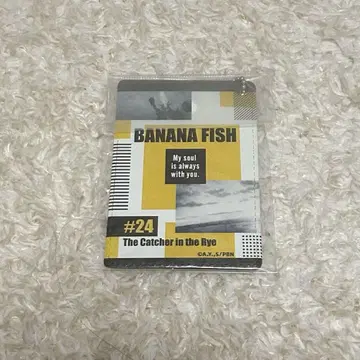 BANANA FISH
My soul
is always
with you.
#24
The Catcher in the Rye
©A.Y.,S/PBN